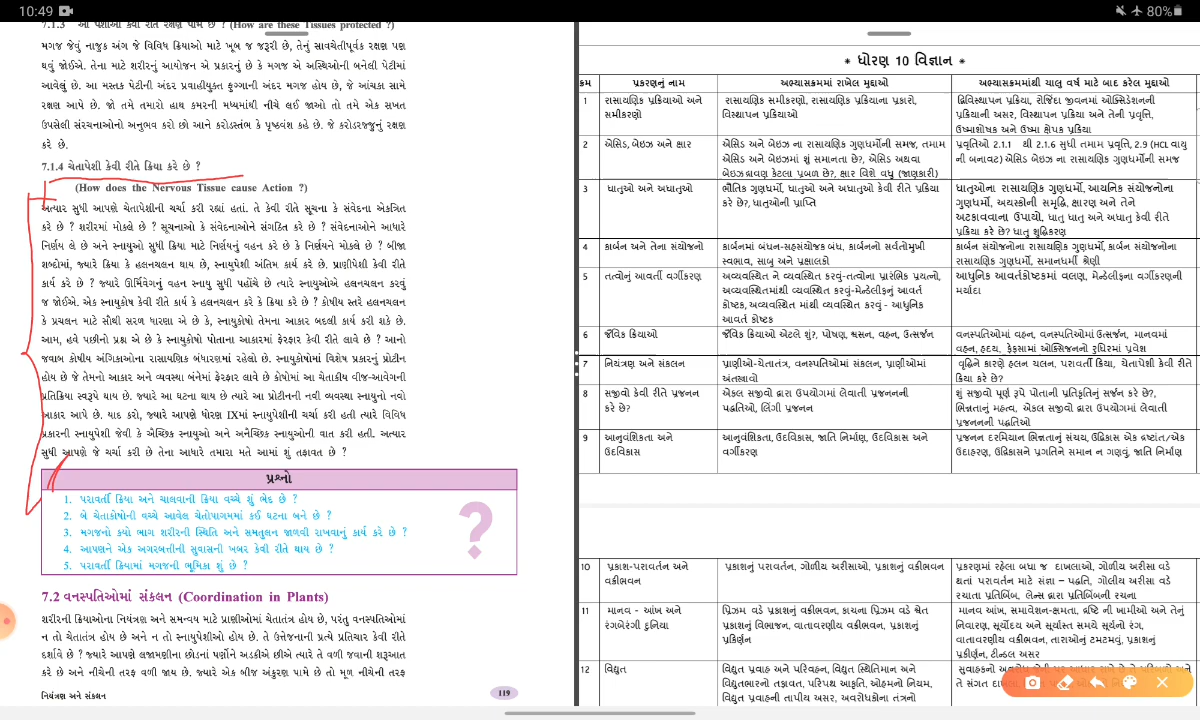 10:49
80%
7.1.3 આ પેશીઓ કેવી રીતે રક્ષણ પામે છે ? (How are these Tissues protected ?)
મગજ જેવું નાજુક અંગ જે વિવિધ ક્રિયાઓ માટે ખૂબ જ જરૂરી છે, તેનું સાવચેતીપૂર્વક રક્ષણ પણ
થવું જોઈએ. તેના માટે શરીરનું આયોજન એ પ્રકારનું છે કે મગજ એ અસ્થિઓની બનેલી પેટીમાં
આવેલું છે. આ મસ્તક પેટીની અંદર પ્રવાહીયુક્ત ફુગ્ગાની અંદર મગજ હોય છે, જે આંચકા સામે
રક્ષણ આપે છે. જો તમે તમારો હાથ કમરની મધ્યમાંથી નીચે લઈ જાઓ તો તમે એક સખત
ઉપસેલી સંરચનાઓનો અનુભવ કરો છો આને કરોડસ્તંભ કે પૃષ્ઠવંશ કહે છે. જે કરોડરજ્જુનું રક્ષણ
કરે છે.
7.1.4 ચેતાપેશી કેવી રીતે ક્રિયા કરે છે ?
(How does the Nervous Tissue cause Action ?)
અત્યાર સુધી આપણે ચેતાપેશીની ચર્ચા કરી રહ્યાં હતાં. તે કેવી રીતે સૂચના કે સંવેદના એકત્રિત
કરે છે ? શરીરમાં મોકલે છે ? સૂચનાઓ કે સંવેદનાઓને સંગઠિત કરે છે ? સંવેદનાઓને આધારે
નિર્ણય લે છે અને સ્નાયુઓ સુધી ક્રિયા માટે નિર્ણયનું વહન કરે છે કે નિર્ણયને મોકલે છે ? બીજા
શબ્દોમાં, જ્યારે ક્રિયા કે હલનચલન થાય છે, સ્નાયુપેશી અંતિમ કાર્ય કરે છે. પ્રાણીપેશી કેવી રીતે
કાર્ય કરે છે ? જ્યારે ઊર્મિવેગનું વહન સ્નાયુ સુધી પહોંચે છે ત્યારે સ્નાયુઓએ હલનચલન કરવું
જ જોઈએ. એક સ્નાયુકોષ કેવી રીતે કાર્ય કે હલનચલન કરે કે ક્રિયા કરે છે ? કોષીય સ્તરે હલનચલન
કે પ્રચલન માટે સૌથી સરળ ધારણા એ છે કે, સ્નાયુકોષો તેમના આકાર બદલી કાર્ય કરી શકે છે.
આમ, હવે પછીનો પ્રશ્ન એ છે કે સ્નાયુકોષો પોતાના આકારમાં ફેરફાર કેવી રીતે લાવે છે ? આનો
જવાબ કોષીય અંગિકાઓના રાસાયણિક બંધારણમાં રહેલો છે. સ્નાયુકોષોમાં વિશેષ પ્રકારનું પ્રોટીન
હોય છે જે તેમનો આકાર અને વ્યવસ્થા બંનેમાં ફેરફાર લાવે છે કોષોમાં આ ચેતાકીય વીજ-આવેગની
પ્રતિક્રિયા સ્વરૂપે થાય છે. જ્યારે આ ઘટના થાય છે ત્યારે આ પ્રોટીનની નવી વ્યવસ્થા સ્નાયુનો નવો
આકાર આપે છે. યાદ કરો, જ્યારે આપણે ધોરણ IXમાં સ્નાયુપેશીની ચર્ચા કરી હતી ત્યારે વિવિધ
પ્રકારની સ્નાયુપેશી જેવી કે ઐચ્છિક સ્નાયુઓ અને અનૈચ્છિક સ્નાયુઓની વાત કરી હતી. અત્યાર
સુધી આપણે જે ચર્ચા કરી છે તેના આધારે તમારા મતે આમાં શું તફાવત છે ?
પ્રશ્નો
1. પરાવર્તી ક્રિયા અને ચાલવાની ક્રિયા વચ્ચે શું ભેદ છે ?
2. બે ચેતાકોષોની વચ્ચે આવેલ ચેતોપાગમમાં કઈ ઘટના બને છે ?
3. મગજનો કયો ભાગ શરીરની સ્થિતિ અને સમતુલન જાળવી રાખવાનું કાર્ય કરે છે ?
4. આપણને એક અગરબત્તીની સુવાસની ખબર કેવી રીતે થાય છે ?
5. પરાવર્તી ક્રિયામાં મગજની ભૂમિકા શું છે ?
?
7.2 વનસ્પતિઓમાં સંકલન (Coordination in Plants)
શરીરની ક્રિયાઓના નિયંત્રણ અને સમન્વય માટે પ્રાણીઓમાં ચેતાતંત્ર હોય છે, પરંતુ વનસ્પતિઓમાં
ન તો ચેતાતંત્ર હોય છે અને ન તો સ્નાયુપેશીઓ હોય છે. તે ઉત્તેજનાની પ્રત્યે પ્રતિચાર કેવી રીતે
દર્શાવે છે ? જ્યારે આપણે લજામણીના છોડનાં પર્ણોને અડકીએ છીએ ત્યારે તે વળી જવાની શરૂઆત
કરે છે અને નીચેની તરફ વળી જાય છે. જ્યારે એક બીજ અંકુરણ પામે છે તો મૂળ નીચેની તરફ
નિયંત્રણ અને સંકલન
119
* ધોરણ 10 વિજ્ઞાન *
ક્રમ પ્રકરણનું નામ અભ્યાસક્રમમાં રાખેલ મુદ્દાઓ અભ્યાસક્રમમાંથી ચાલુ વર્ષ માટે બાદ કરેલ મુદ્દાઓ
1 રાસાયણિક પ્રક્રિયાઓ અને રાસાયણિક સમીકરણો, રાસાયણિક પ્રક્રિયાના પ્રકારો, દ્વિવિસ્થાપન પ્રક્રિયા, રોજિંદા જીવનમાં ઓક્સિડેશનની
સમીકરણો વિસ્થાપન પ્રક્રિયાઓ પ્રક્રિયાની અસર, વિસ્થાપન પ્રક્રિયા અને તેની પ્રવૃત્તિ,
ઉષ્માશોષક અને ઉષ્મા ક્ષેપક પ્રક્રિયા
2 એસિડ, બેઇઝ અને ક્ષાર એસિડ અને બેઇઝ ના રાસાયણિક ગુણધર્મોની સમજ, તમામ પ્રવૃતિઓ 2.1.1 થી 2.1.6 સુધી તમામ પ્રવૃત્તિ, 2.9 (HCL વાયુ
એસિડ અને બેઇઝમાં શું સમાનતા છે?, એસિડ અથવા ની બનાવટ) એસિડ બેઇઝ ના રાસાયણિક ગુણધર્મોની સમજ
બેઇઝદ્રાવણ કેટલા પ્રબળ છે?, ક્ષાર વિશે વધુ (જાણકારી)
3 ધાતુઓ અને અધાતુઓ ભૌતિક ગુણધર્મો, ધાતુઓ અને અધાતુઓ કેવી રીતે પ્રક્રિયા ધાતુઓના રાસાયણિક ગુણધર્મો, આયનિક સંયોજનોના
કરે છે?, ધાતુઓની પ્રાપ્તિ ગુણધર્મો, અયસ્કોની સમૃદ્ધિ, ક્ષારણ અને તેને
અટકાવવાના ઉપાયો, ધાતુ ધાતુ અને અધાતુ કેવી રીતે
પ્રક્રિયા કરે છે? ધાતુ શુદ્ધિકરણ
4 કાર્બન અને તેના સંયોજનો કાર્બનમાં બંધન-સહસંયોજક બંધ, કાર્બનનો સર્વતોમુખી કાર્બન સંયોજનોના રાસાયણિક ગુણધર્મો, કાર્બન સંયોજનોના
સ્વભાવ, સાબુ અને પ્રક્ષાલકો રાસાયણિક ગુણધર્મો, સમાનધર્મી શ્રેણી
5 તત્વોનું આવર્તી વર્ગીકરણ અવ્યવસ્થિત ને વ્યવસ્થિત કરવું-તત્વોના પ્રારંભિક પ્રયત્નો, આધુનિક આવર્તકોષ્ટકમાં વલણ, મેન્ડેલીફના વર્ગીકરણની
અવ્યવસ્થિતમાંથી વ્યવસ્થિત કરવું-મેન્ડેલીફનું આવર્ત મર્યાદા
કોષ્ટક, અવ્યવસ્થિત માંથી વ્યવસ્થિત કરવું - આધુનિક
આવર્ત કોષ્ટક
6 જૈવિક ક્રિયાઓ જૈવિક ક્રિયાઓ એટલે શું?, પોષણ, શ્વસન, વહન, ઉત્સર્જન વનસ્પતિઓમાં વહન, વનસ્પતિઓમાં ઉત્સર્જન, માનવમાં
વહન, હૃદય, ફેફસામાં ઓક્સિજનનો રુધિરમાં પ્રવેશ
7 નિયંત્રણ અને સંકલન પ્રાણીઓ-ચેતાતંત્ર, વનસ્પતિઓમાં સંકલન, પ્રાણીઓમાં વૃદ્ધિને કારણે હલન ચલન, પરાવર્તી ક્રિયા, ચેતાપેશી કેવી રીતે
અંતસ્ત્રાવો ક્રિયા કરે છે?
8 સજીવો કેવી રીતે પ્રજનન એકલ સજીવો દ્વારા ઉપયોગમાં લેવાતી પ્રજનનની શું સજીવો પૂર્ણ રૂપે પોતાની પ્રતિકૃતિનું સર્જન કરે છે?,
કરે છે? પદ્ધતિઓ, લિંગી પ્રજનન ભિન્નતાનું મહત્વ, એકલ સજીવો દ્વારા ઉપયોગમાં લેવાતી
પ્રજનનની પદ્ધતિઓ
9 આનુવંશિકતા અને આનુવંશિકતા, ઉદવિકાસ, જાતિ નિર્માણ, ઉદવિકાસ અને પ્રજનન દરમિયાન ભિન્નતાનું સંચય, ઉદ્વિકાસ એક દ્રષ્ટાંત/એક
ઉદવિકાસ વર્ગીકરણ ઉદાહરણ, ઉદ્વિકાસને પ્રગતિને સમાન ન ગણવું, જાતિ નિર્માણ
10 પ્રકાશ-પરાવર્તન અને પ્રકાશનું પરાવર્તન, ગોળીય અરીસાઓ, પ્રકાશનું વકીભવન પ્રકરણમાં રહેલા બધા જ દાખલાઓ, ગોળીય અરીસા વડે
વકીભવન થતાં પરાવર્તન માટે સંજ્ઞા – પદ્ધતિ, ગોલીય અરીસા વડે
રચાતા પ્રતિબિંબ, લેન્સ દ્વારા પ્રતિબિંબની રચના
11 માનવ - આંખ અને પ્રિઝમ વડે પ્રકાશનું વકીભવન, કાચના પ્રિઝમ વડે શ્વેત માનવ આંખ, સમાવેશન-ક્ષમતા, દ્રષ્ટિ ની ખામીઓ અને તેનું
રંગબેરંગી દુનિયા પ્રકાશનું વિભાજન, વાતાવરણીય વકીભવન, પ્રકાશનું નિવારણ, સૂર્યોદય અને સૂર્યાસ્ત સમયે સૂર્યનો રંગ,
પ્રકિર્ણન વાતાવરણીય વકીભવન, તારાઓનું ટમટમવું, પ્રકાશનું
પ્રકીર્ણન, ટીન્ડલ અસર
12 વિદ્યુત વિદ્યુત પ્રવાહ અને પરિવહન, વિદ્યુત સ્થિતિમાન અને સુવાહકનો
વિદ્યુતભારનો તફાવત, પરિપથ આકૃતિ, ઓહમનો નિયમ, તે સંગત
વિદ્યુત પ્રવાહની તાપીય અસર, અવરોધકોના તંત્રનો